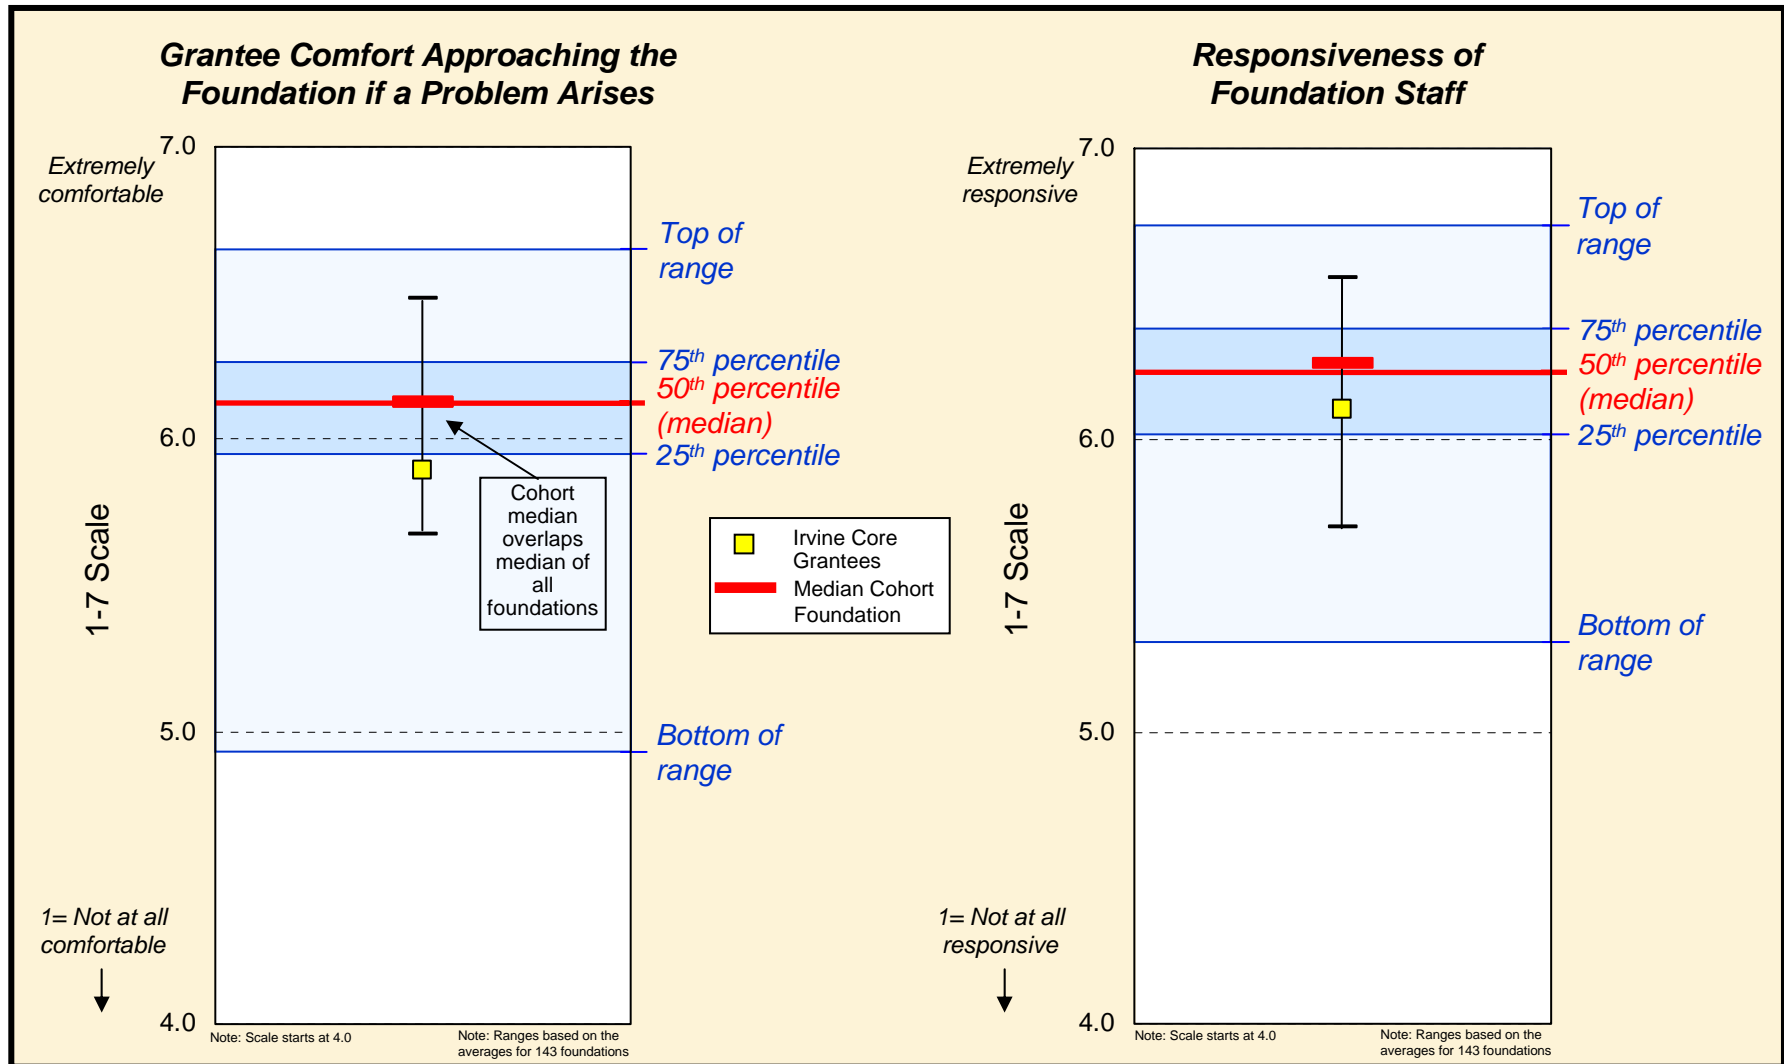 Grantee Comfort Approaching the
Foundation if a Problem Arises
7.0
Extremely
comfortable
Top of
range
75th percentile
50th percentile
(median)
6.0
25th percentile
Cohort
median
overlaps
median of
all
foundations
1-7 Scale
5.0
Bottom of
range
1= Not at all
comfortable
4.0
Note: Scale starts at 4.0
Note: Ranges based on the
averages for 143 foundations
Irvine Core
Grantees
Median Cohort
Foundation
Responsiveness of
Foundation Staff
7.0
Extremely
responsive
Top of
range
75th percentile
50th percentile
(median)
6.0
25th percentile
1-7 Scale
Bottom of
range
5.0
1= Not at all
responsive
4.0
Note: Scale starts at 4.0
Note: Ranges based on the
averages for 143 foundations